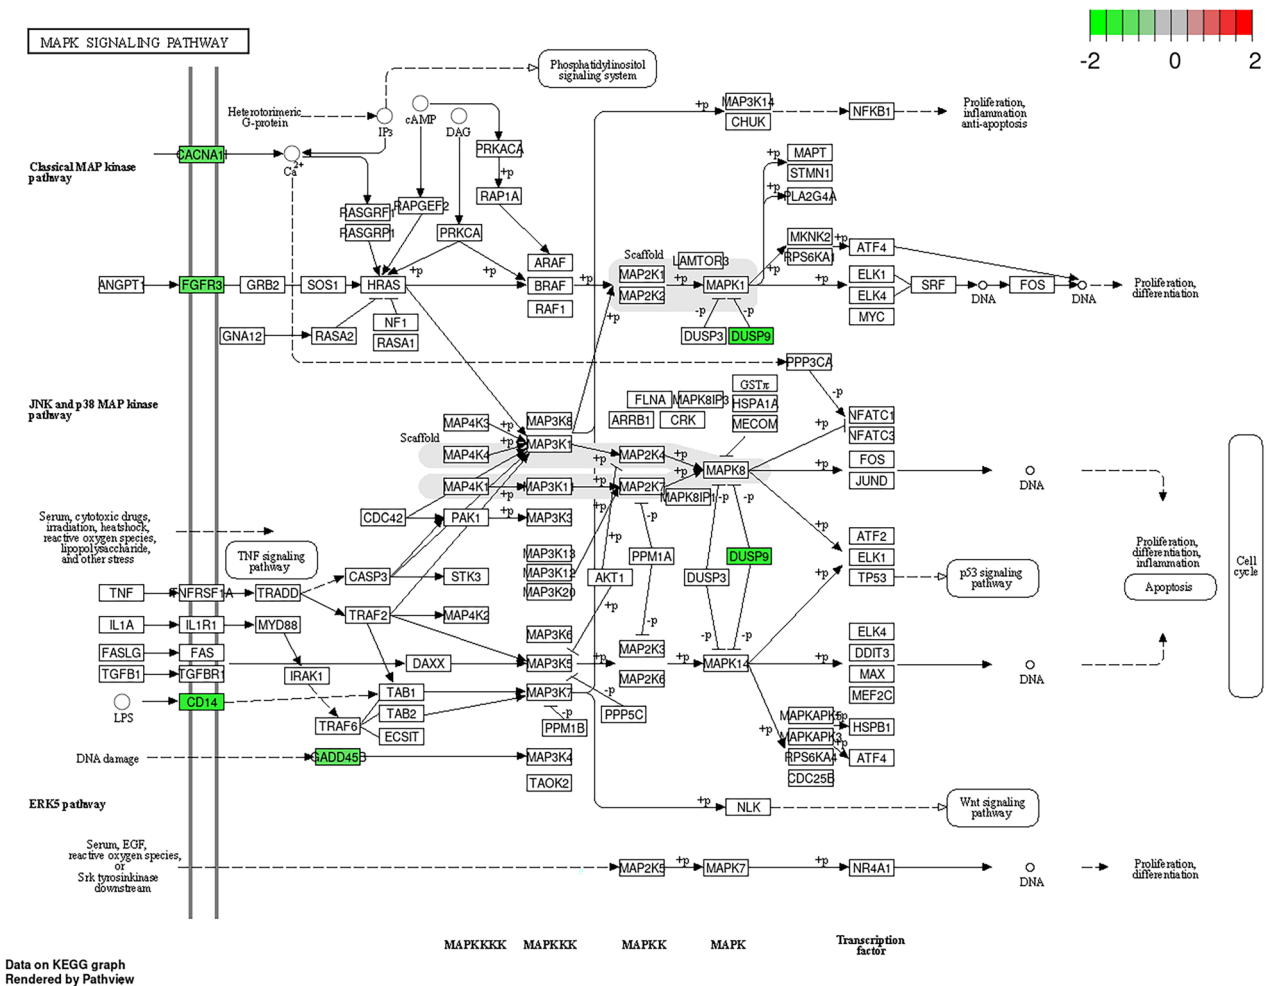 MAPK SIGNALING PATHWAY
-2 0 2
Phosphatidylinositol
signaling system
Heterotorimeric
G-protein
IPs
cAMP
DAG
MAP3K14
CHUK
NFKB1
Proliferation,
inflammation
anti-apoptosis
+p
Classical MAP kinase
pathway
CACNA1
Ca2+
PRKACA
+p
RAP1A
RASGRF1
RASGRP1
RAPGEF2
PRKCA
MAPT
STMN1
PLA2G4A
+p
+p
ANGPT1
FGFR3
GRB2
SOS1
HRAS
+p
+p
ARAF
BRAF
RAF1
+p
Scaffold
MAP2K1
MAP2K2
+p
LAMTOR3
MAPK1
+p
MKNK2
RPS6KA1
+p
ATF4
+p
ELK1
ELK4
MYC
SRF
DNA
FOS
DNA
Proliferation,
differentiation
GNA12
RASA2
NF1
RASA1
+p
-p
-p
DUSP3
DUSP9
PPP3CA
-p
JNK and p38 MAP kinase
pathway
Scaffold
MAP4K3
+p
MAP4K4
+p
MAP3K8
MAP3K1
FLNA
MAPK8IP3
ARRB1
CRK
GSTπ
HSPA1A
MECOM
+p
MAP2K4
+p
MAPK8
+p
NFATC1
NFATC3
+p
FOS
JUND
DNA
MAP4K1
+p
MAP3K11
+p
MAP2K7
+p
MAPK8IP1
CDC42
PAK1
+p
MAP3K3
+p
-p
-p
-p
+p
Serum, cytotoxic drugs,
irradiation, heatshock,
reactive oxygen species,
lipopolysaccharide,
and other stress
TNF signaling
pathway
CASP3
STK3
MAP3K13
MAP3K12
MAP3K20
+p
AKT1
+p
PPM1A
DUSP3
DUSP9
ATF2
ELK1
TP53
+p
p53 signaling
pathway
Proliferation,
differentiation,
inflammation
Apoptosis
Cell
cycle
TNF
TNFRSF1A
TRADD
TRAF2
MAP4K2
IL1A
IL1R1
MYD88
MAP3K6
-p
-p
-p
FASLG
FAS
TGFB1
TGFBR1
DAXX
MAP3K5
+p
MAP2K3
MAP2K6
+p
MAPK14
+p
ELK4
DDIT3
MAX
MEF2C
DNA
IRAK1
LPS
CD14
TAB1
TAB2
ECSIT
TRAF6
MAP3K7
-p
-p
PPM1B
PPP5C
+p
MAPKAPK5
+p
HSPB1
MAPKAPK3
+p
RPS6KA4
ATF4
CDC25B
DNA damage
GADD45B
MAP3K4
TAOK2
ERK5 pathway
+p
NLK
Wnt signaling
pathway
Serum, EGF,
reactive oxygen species,
or
Srk tyrosinkinase
downstream
MAP2K5
+p
MAPK7
+p
NR4A1
DNA
Proliferation,
differentiation
MAPKKKK
MAPKKK
MAPKK
MAPK
Transcription
factor
Data on KEGG graph
Rendered by Pathview